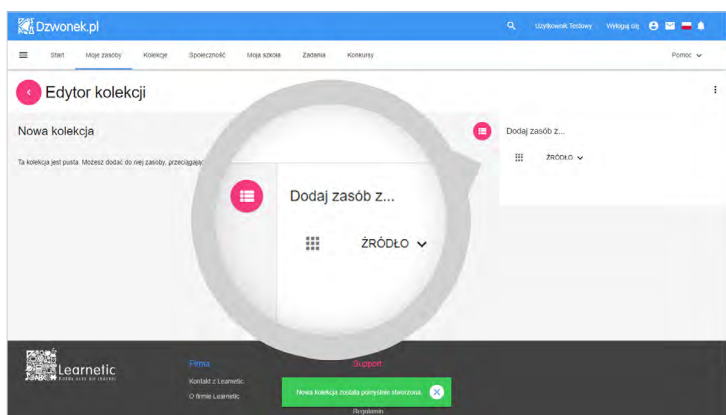 Dzwonek.pl
Użytkownik Testowy Wyloguj się
Start Moje zasoby Kolekcje Społeczność Moja szkoła Zadania Konkursy Pomoc
Edytor kolekcji
Nowa kolekcja
Dodaj zasób z...
Ta kolekcja jest pusta. Możesz dodać do niej zasoby, przeciągając
ŹRÓDŁO
Dodaj zasób z...
ŹRÓDŁO
Learnetic
Firma
Support
Kontakt z Learnetic
O firmie Learnetic
Nowa kolekcja została pomyślnie stworzona.
Regulamin